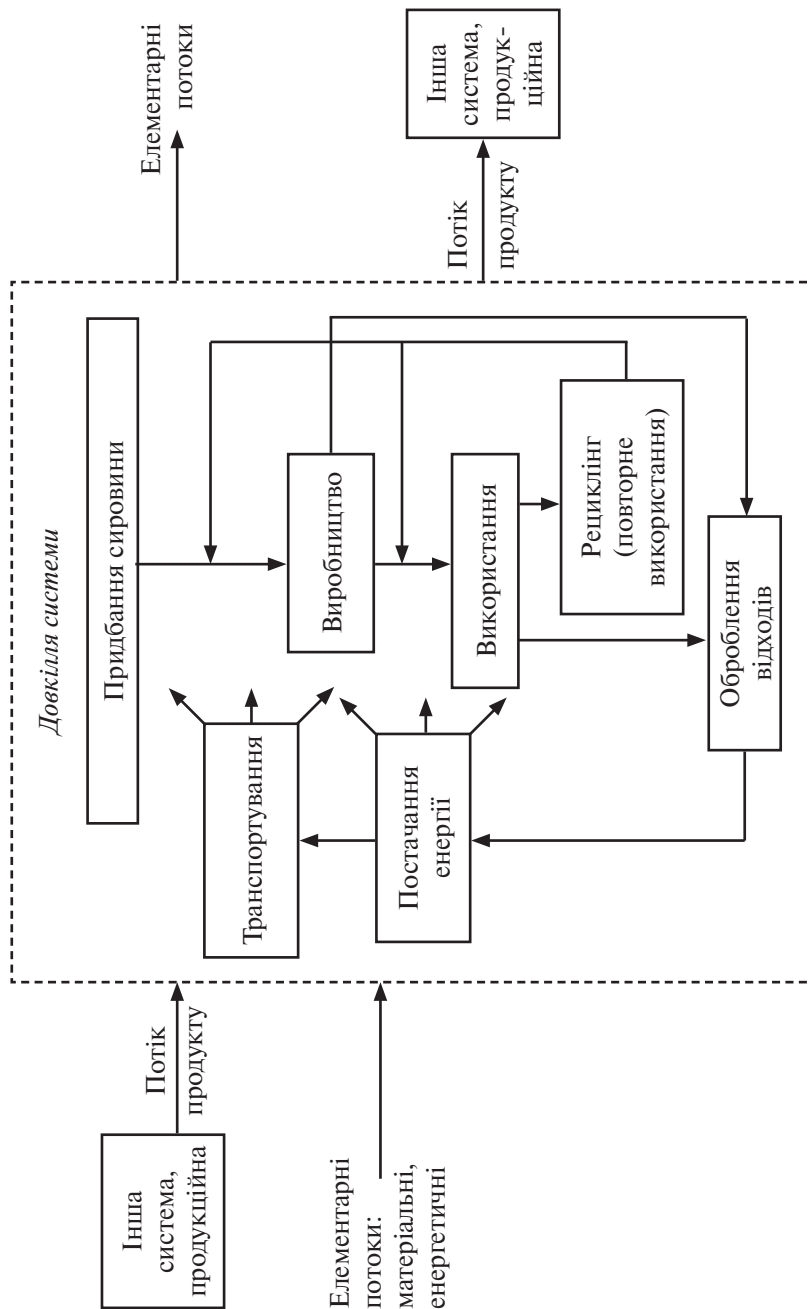 Інша
система,
продукційна
Потік
продукту
Елементарні
потоки:
матеріальні,
енергетичні
Довкілля системи
Придбання сировини
Транспортування
Виробництво
Постачання
енергії
Використання
Рециклінг
(повторне
використання)
Оброблення
відходів
Елементарні
потоки
Потік
продукту
Інша
система,
продук-
ційна